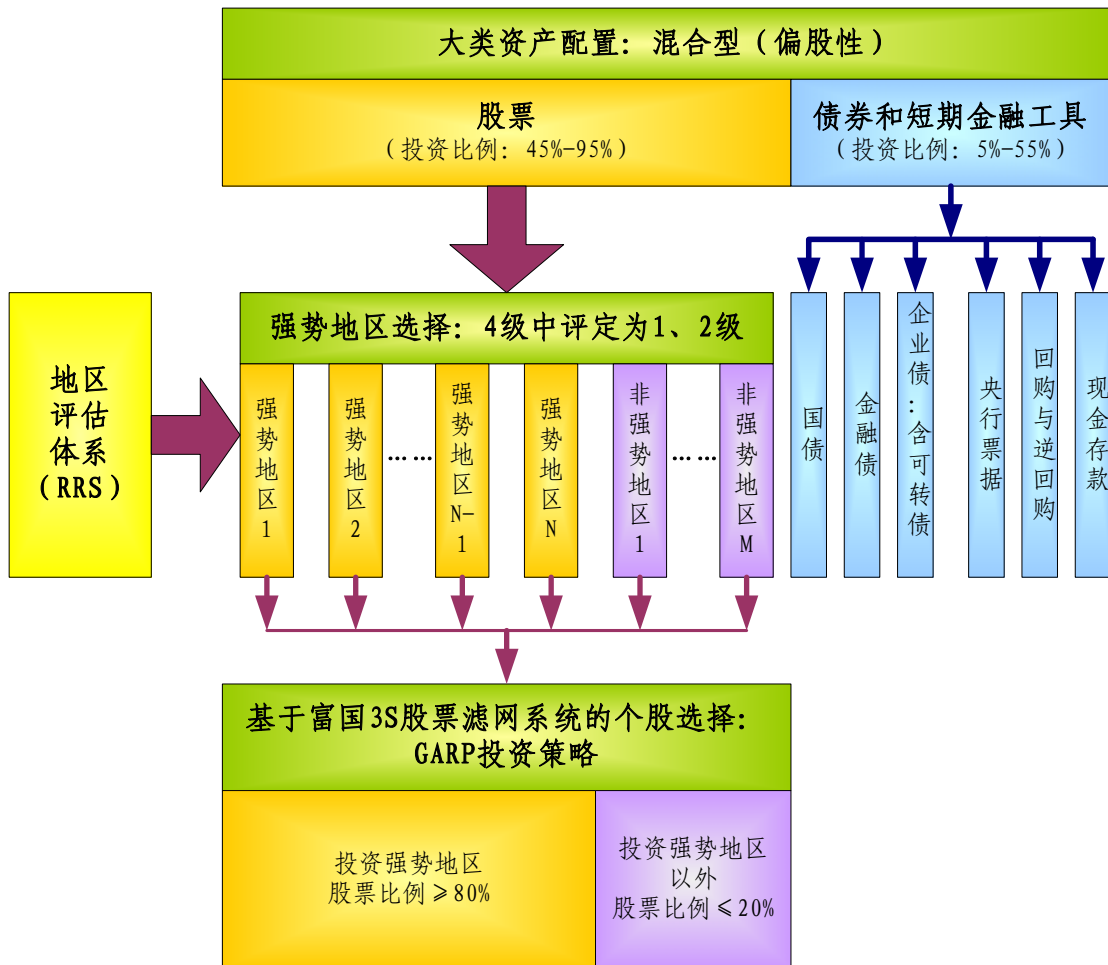 大类资产配置：混合型（偏股性）
股票
（投资比例：45%-95%）
债券和短期金融工具
（投资比例：5%-55%）
地区
评估
体系
（RRS）
强势地区选择：4级中评定为1、2级
强势地区1
强势地区2
……
强势地区N-1
强势地区N
非强势地区1
……
非强势地区M
国债
金融债
企业债：含可转债
央行票据
回购与逆回购
现金存款
基于富国3S股票滤网系统的个股选择：
GARP投资策略
投资强势地区
股票比例≥80%
投资强势地区
以外
股票比例≤20%